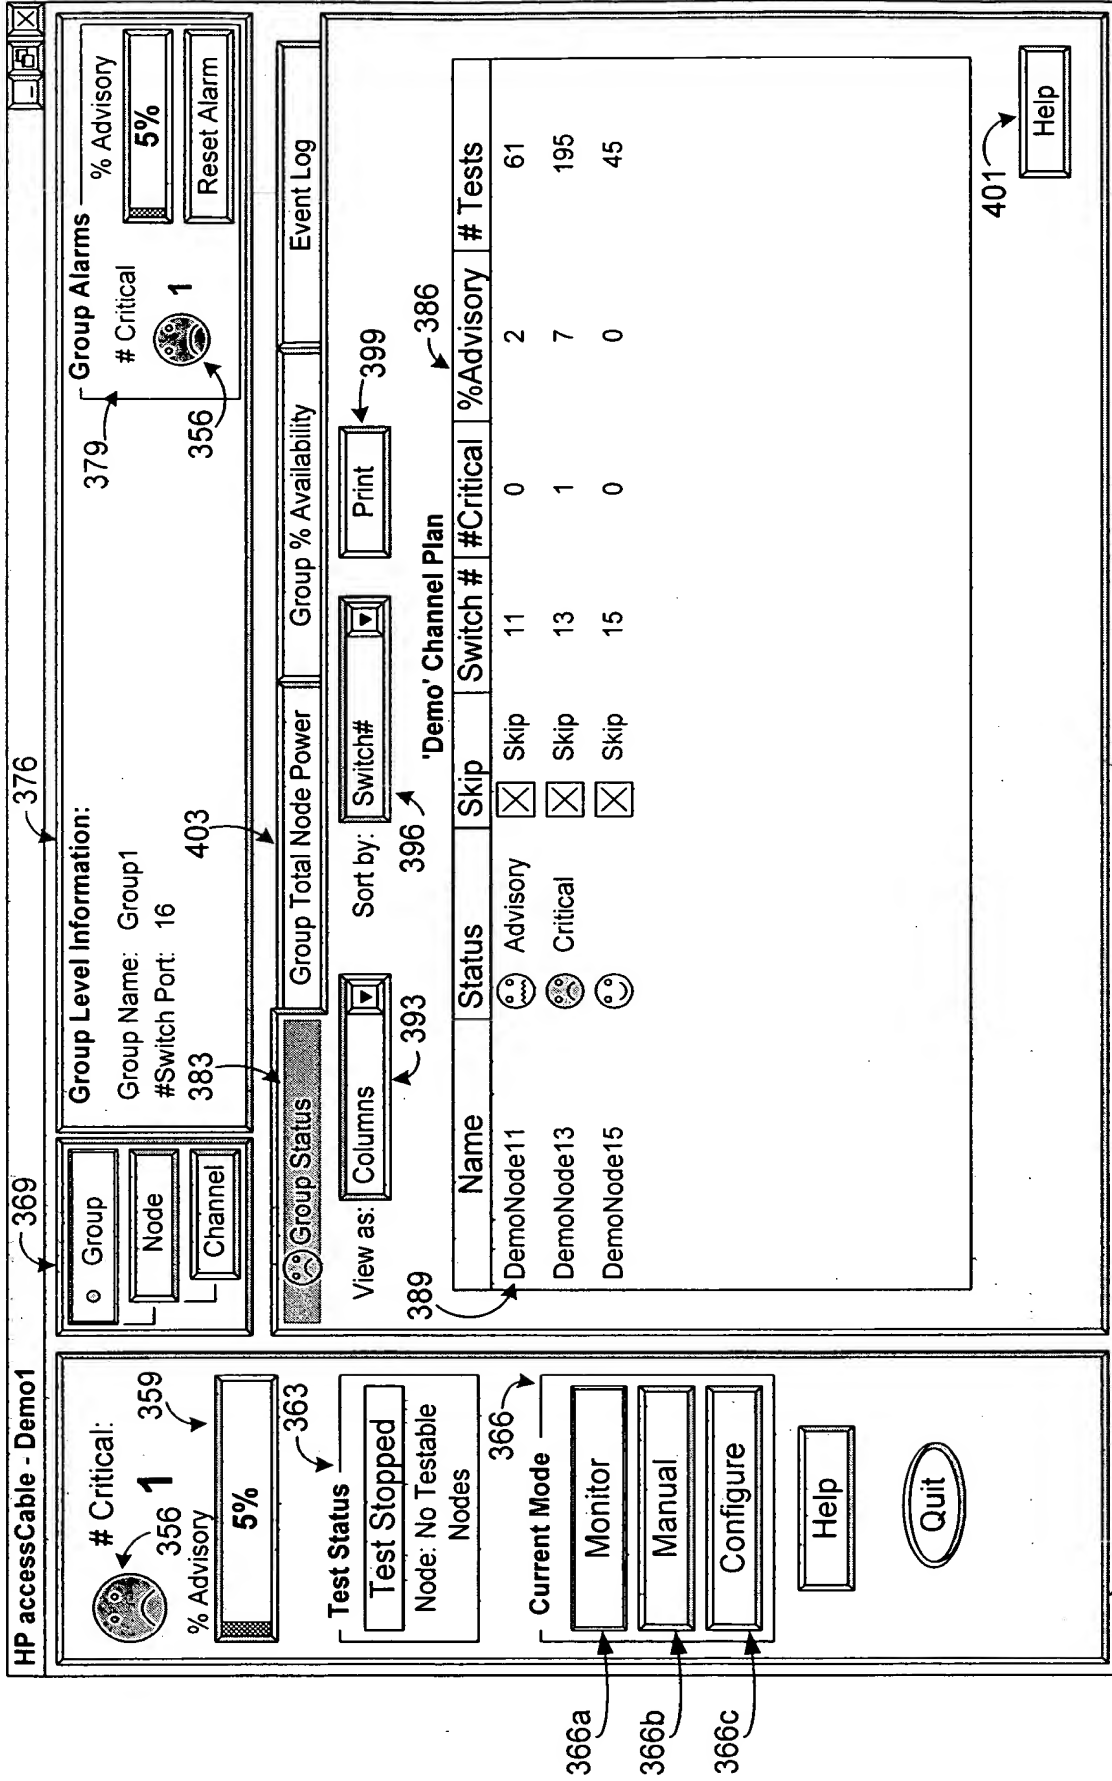 HP accessCable - Demo1
# Critical:
1
356
% Advisory
359
5%
363
Test Status
Test Stopped
Node: No Testable
Nodes
366
Current Mode
Monitor
Manual
Configure
366a
366b
366c
Help
Quit
369
Group
Node
Channel
376
Group Level Information:
Group Name: Group1
#Switch Port: 16
379
Group Alarms
# Critical
1
356
% Advisory
5%
Reset Alarm
383
403
Group Status
Group Total Node Power
Group % Availability
Event Log
View as: Columns
393
Sort by: Switch#
396
Print
399
'Demo' Channel Plan
386
Name Status Skip Switch # #Critical %Advisory # Tests
389
DemoNode11 Advisory Skip 11 0 2 61
DemoNode13 Critical Skip 13 1 7 195
DemoNode15 Skip 15 0 0 45
401
Help